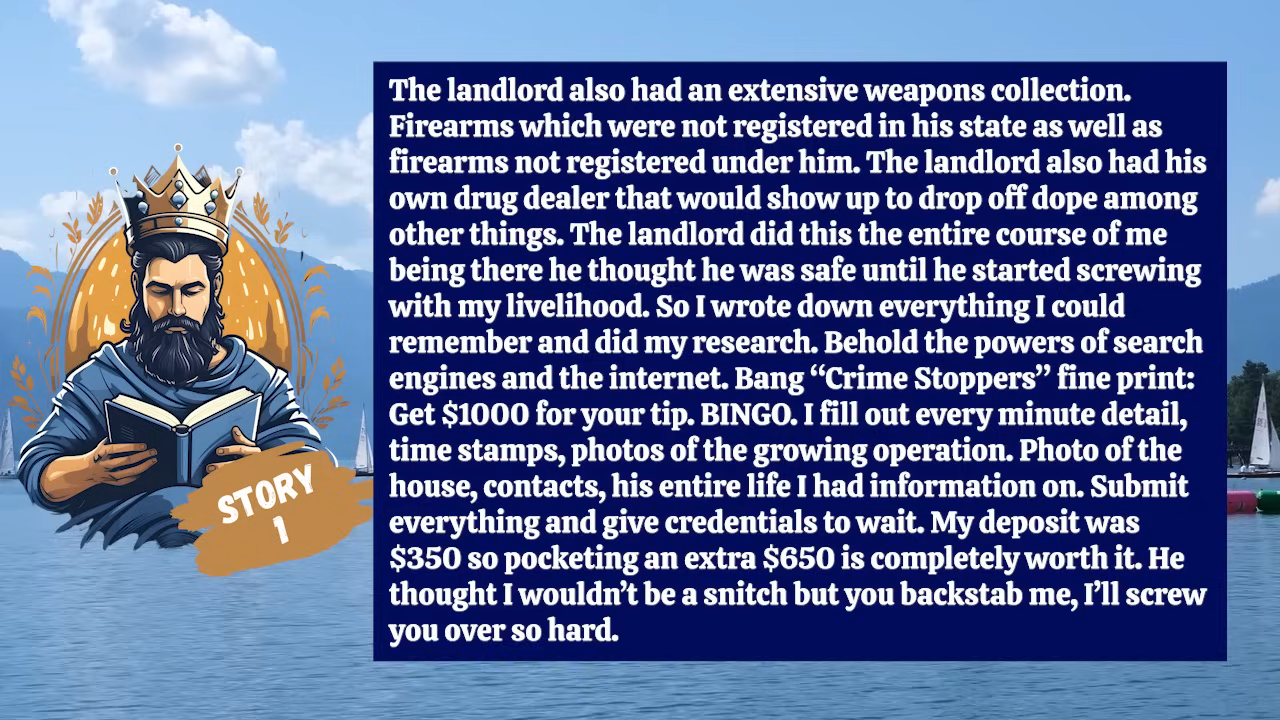 The landlord also had an extensive weapons collection.
Firearms which were not registered in his state as well as
firearms not registered under him. The landlord also had his
own drug dealer that would show up to drop off dope among
other things. The landlord did this the entire course of me
being there he thought he was safe until he started screwing
with my livelihood. So I wrote down everything I could
remember and did my research. Behold the powers of search
engines and the internet. Bang “Crime Stoppers” fine print:
Get $1000 for your tip. BINGO. I fill out every minute detail,
time stamps, photos of the growing operation. Photo of the
house, contacts, his entire life I had information on. Submit
everything and give credentials to wait. My deposit was
$350 so pocketing an extra $650 is completely worth it. He
thought I wouldn’t be a snitch but you backstab me, I’ll screw
you over so hard.
STORY
1